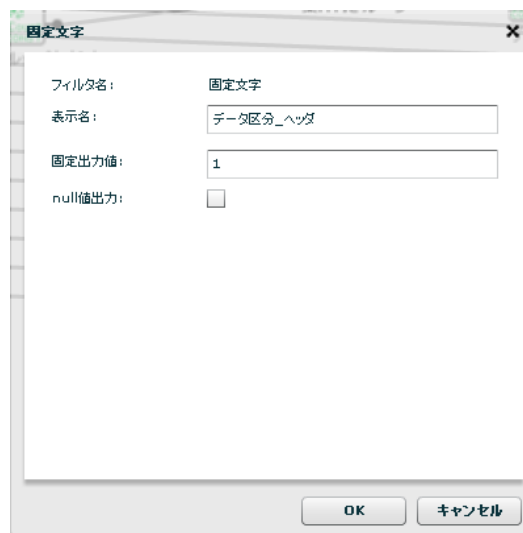 固定文字
フィルタ名: 固定文字
表示名: データ区分_ヘッダ
固定出力値: 1
null値出力:
OK キャンセル